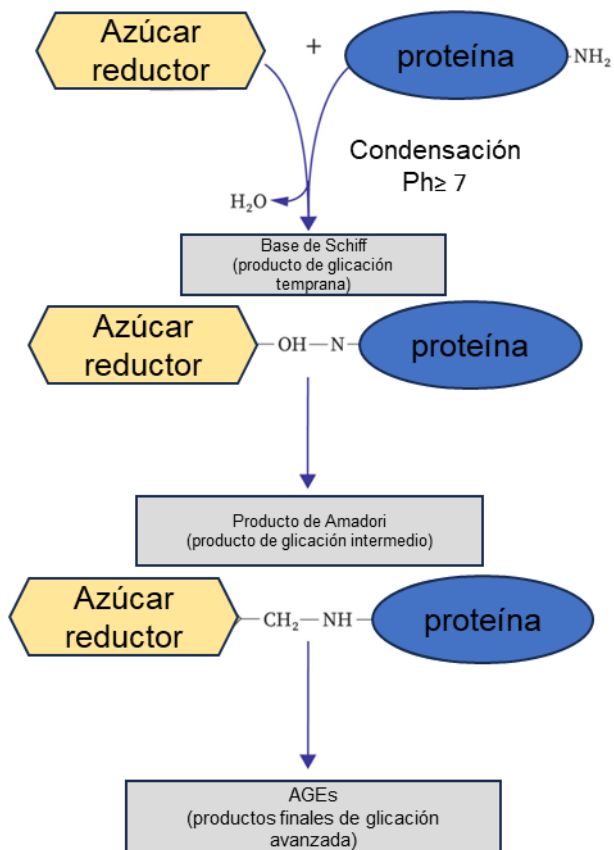 Azúcar
reductor
+
proteína
—NH₂
Condensación
Ph≥ 7
H₂O
Base de Schiff
(producto de glicación
temprana)
Azúcar
reductor
—OH—N—
proteína
Producto de Amadori
(producto de glicación intermedio)
Azúcar
reductor
—CH₂—NH—
proteína
AGEs
(productos finales de glicación
avanzada)